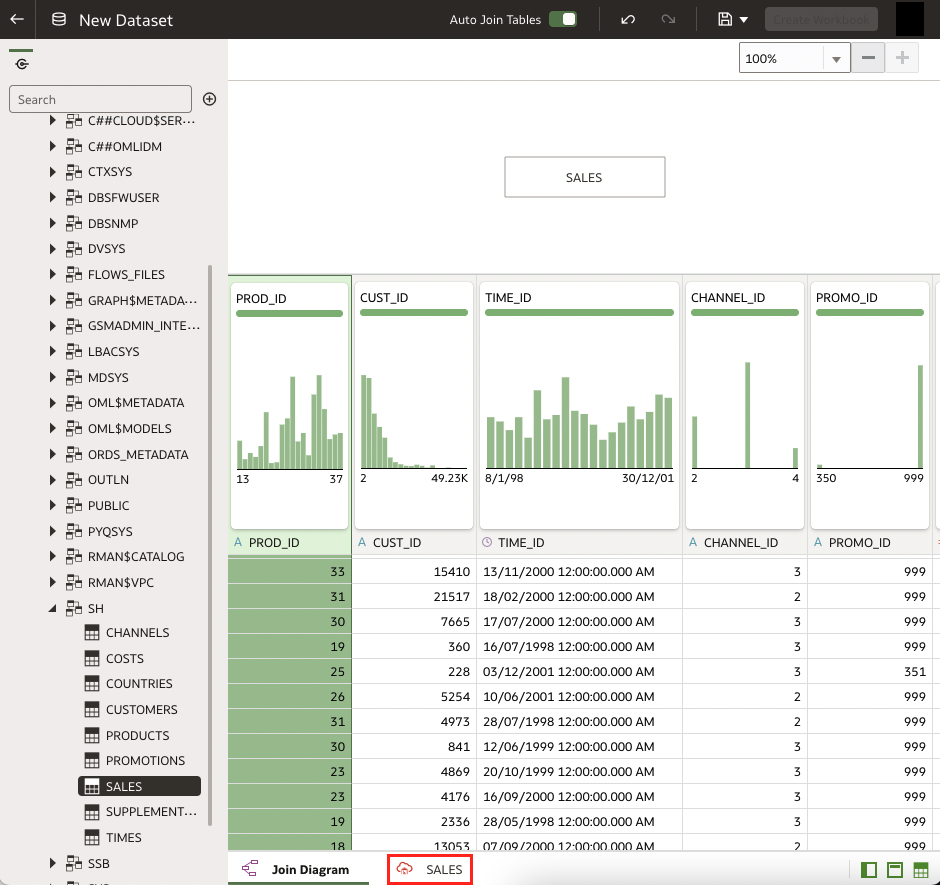 New Dataset
Auto Join Tables
Create Workbook
Search
100%
C##CLOUD$SER...
C##OMLIDM
CTXSYS
DBSFWUSER
DBSNMP
DVSYS
FLOWS_FILES
GRAPH$METADA...
GSMADMIN_INTE...
LBACSYS
MDSYS
OML$METADATA
OML$MODELS
ORDS_METADATA
OUTLN
PUBLIC
PYQSYS
RMAN$CATALOG
RMAN$VPC
SH
CHANNELS
COSTS
COUNTRIES
CUSTOMERS
PRODUCTS
PROMOTIONS
SALES
SUPPLEMENT...
TIMES
SSB
SALES
PROD_ID CUST_ID TIME_ID CHANNEL_ID PROMO_ID
13 37 2 49.23K 8/1/98 30/12/01 2 4 350 999
A PROD_ID A CUST_ID TIME_ID A CHANNEL_ID A PROMO_ID
33 15410 13/11/2000 12:00:00.000 AM 3 999
31 21517 18/02/2000 12:00:00.000 AM 2 999
30 7665 17/07/2000 12:00:00.000 AM 3 999
19 360 16/07/1998 12:00:00.000 AM 3 999
25 228 03/12/2001 12:00:00.000 AM 3 351
26 5254 10/06/2001 12:00:00.000 AM 2 999
31 4973 28/07/1998 12:00:00.000 AM 2 999
30 841 12/06/1999 12:00:00.000 AM 3 999
23 4869 20/10/1999 12:00:00.000 AM 3 999
23 4176 16/09/2000 12:00:00.000 AM 3 999
19 2336 28/05/1998 12:00:00.000 AM 3 999
18 13053 07/09/2000 12:00:00.000 AM 2 999
Join Diagram SALES